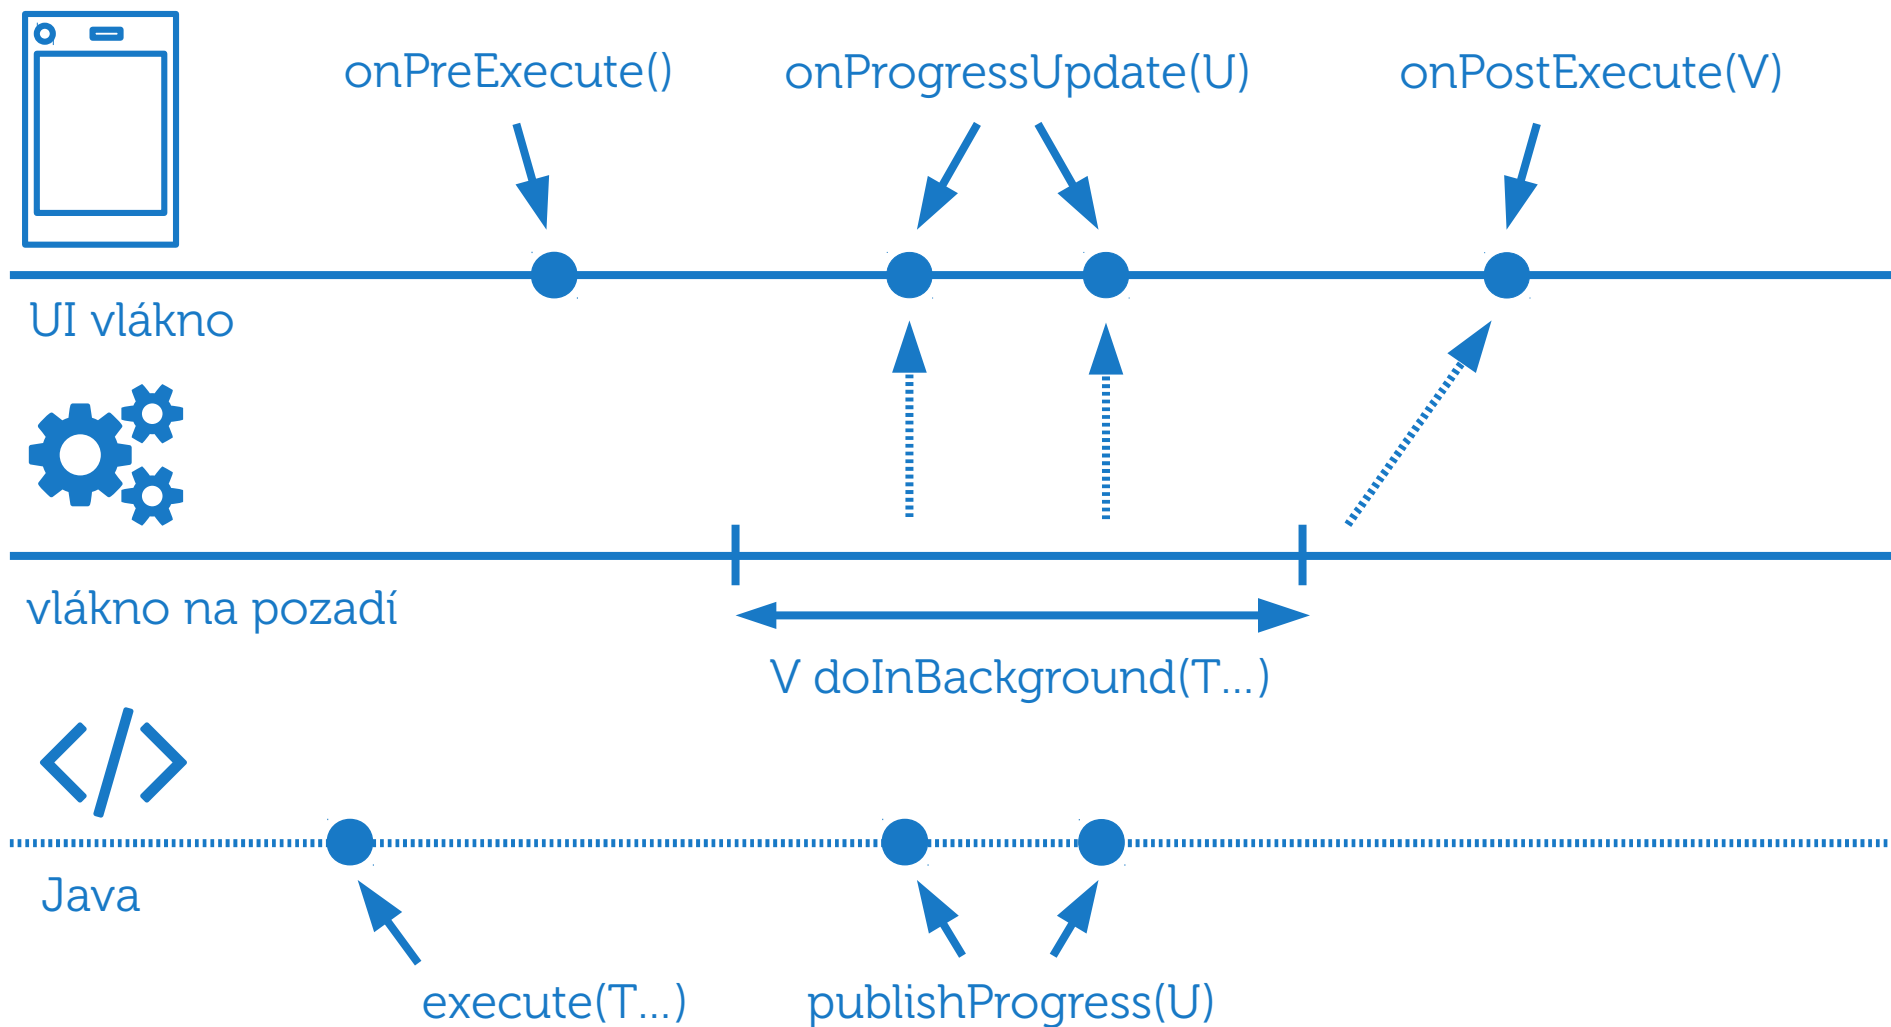 onPreExecute()
onProgressUpdate(U)
onPostExecute(V)
UI vlákno
vlákno na pozadí
V doInBackground(T...)
Java
execute(T...)
publishProgress(U)